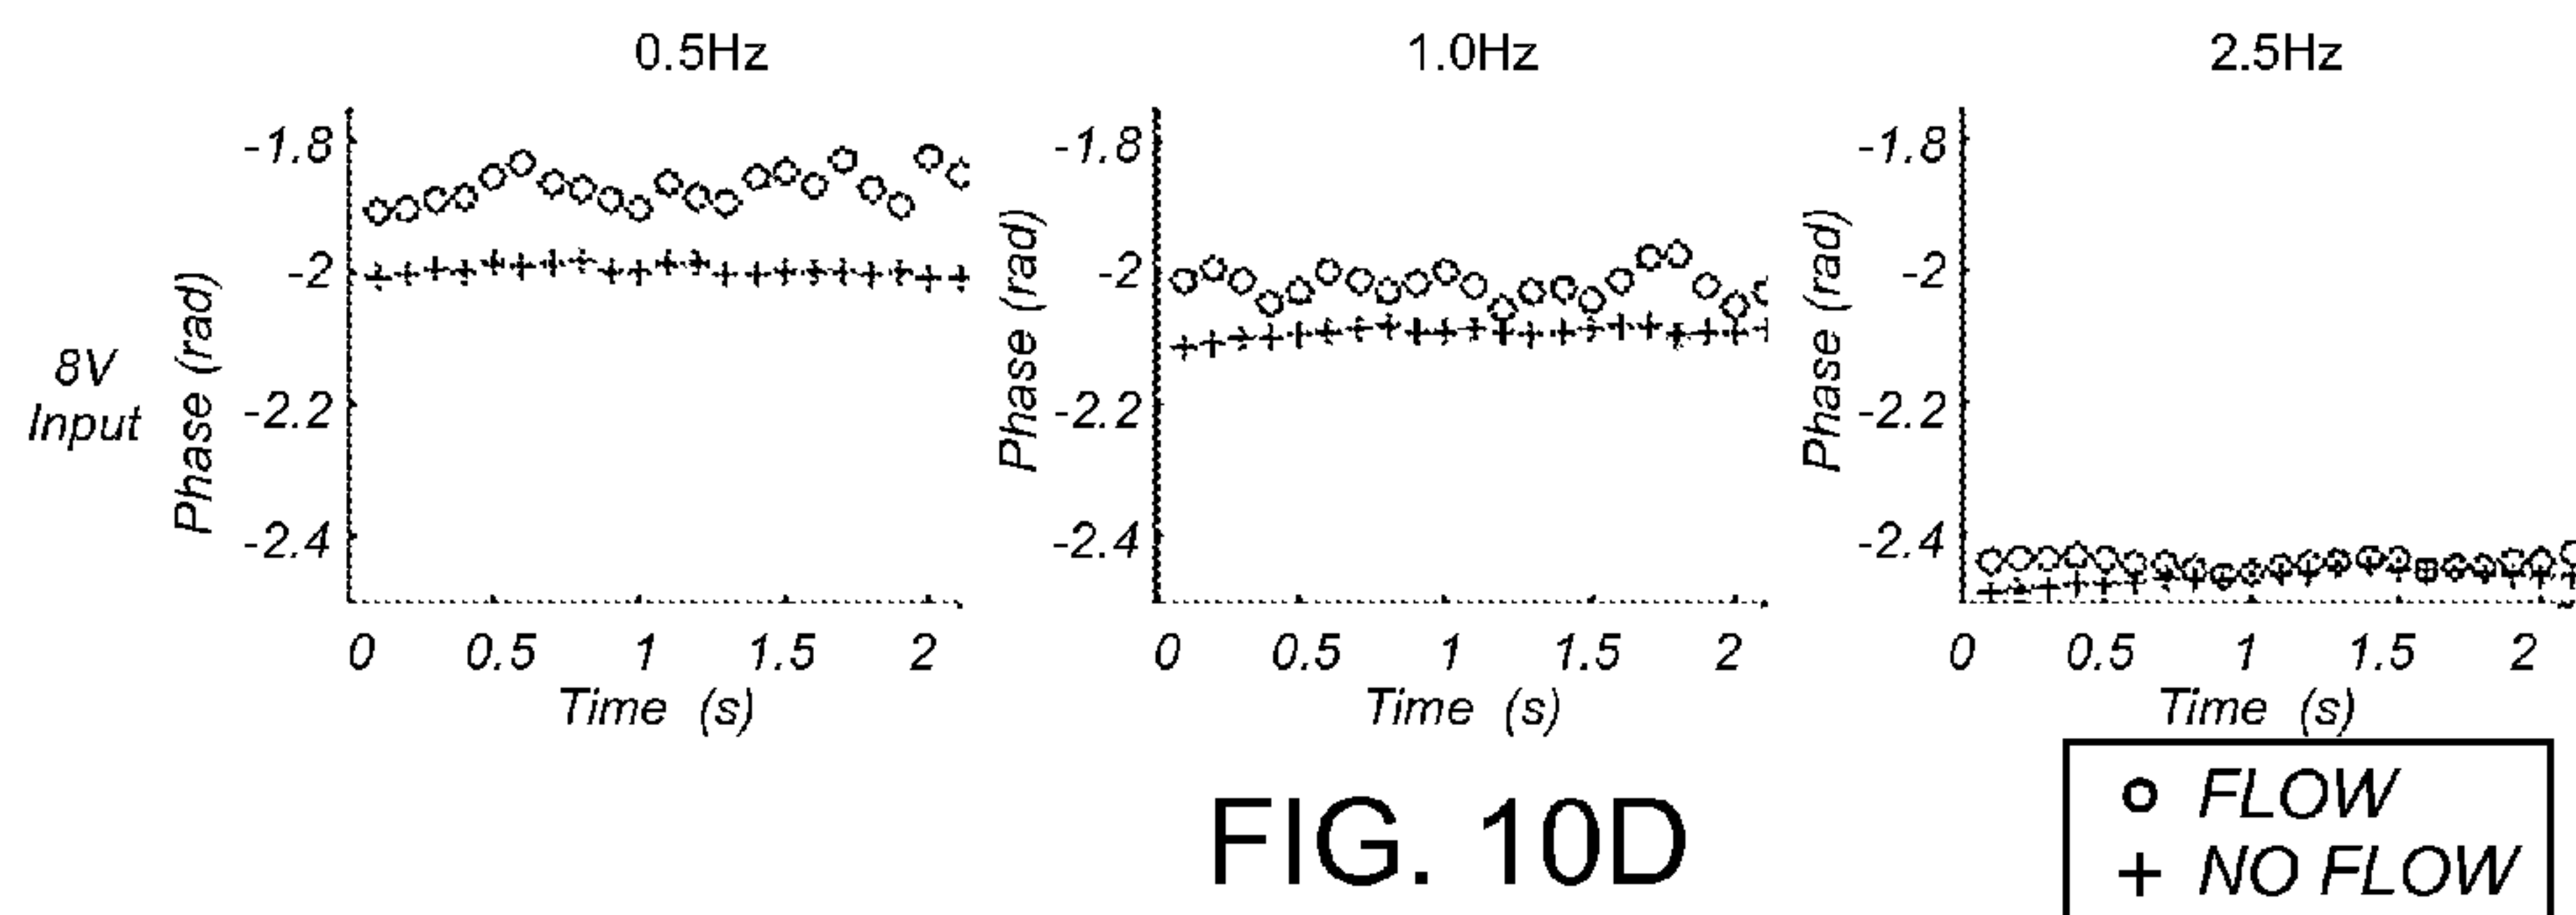 0.5Hz
1.0Hz
2.5Hz
8V
Input
Phase (rad)
-1.8
-2
-2.2
-2.4
0 0.5 1 1.5 2
Time (s)
Phase (rad)
-1.8
-2
-2.2
-2.4
0 0.5 1 1.5 2
Time (s)
Phase (rad)
-1.8
-2
-2.2
-2.4
0 0.5 1 1.5 2
Time (s)
FIG. 10D
FLOW
NO FLOW